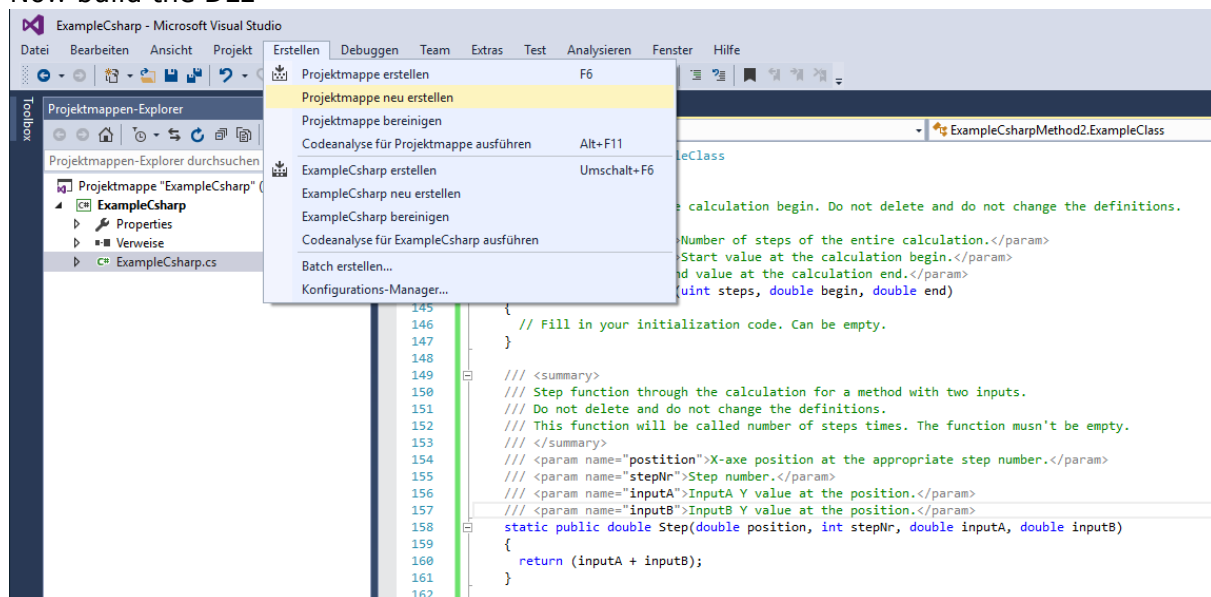 Now build the DLL
ExampleCsharp - Microsoft Visual Studio
Datei Bearbeiten Ansicht Projekt Erstellen Debuggen Team Extras Test Analysieren Fenster Hilfe
Projektmappe erstellen F6
Projektmappe neu erstellen
Projektmappe bereinigen
Codeanalyse für Projektmappe ausführen Alt+F11
ExampleCsharp erstellen Umschalt+F6
ExampleCsharp neu erstellen
ExampleCsharp bereinigen
Codeanalyse für ExampleCsharp ausführen
Batch erstellen...
Konfigurations-Manager...
Toolbox
Projektmappen-Explorer
Projektmappen-Explorer durchsuchen
Projektmappe "ExampleCsharp" (
ExampleCsharp
Properties
Verweise
ExampleCsharp.cs
ExampleCsharpMethod2.ExampleClass
leClass
calculation begin. Do not delete and do not change the definitions.
>Number of steps of the entire calculation.</param>
>Start value at the calculation begin.</param>
nd value at the calculation end.</param>
(uint steps, double begin, double end)
145 {
146 // Fill in your initialization code. Can be empty.
147 }
148
149 /// <summary>
150 /// Step function through the calculation for a method with two inputs.
151 /// Do not delete and do not change the definitions.
152 /// This function will be called number of steps times. The function musn't be empty.
153 /// </summary>
154 /// <param name="postition">X-axe position at the appropriate step number.</param>
155 /// <param name="stepNr">Step number.</param>
156 /// <param name="inputA">InputA Y value at the position.</param>
157 /// <param name="inputB">InputB Y value at the position.</param>
158 static public double Step(double position, int stepNr, double inputA, double inputB)
159 {
160 return (inputA + inputB);
161 }
162